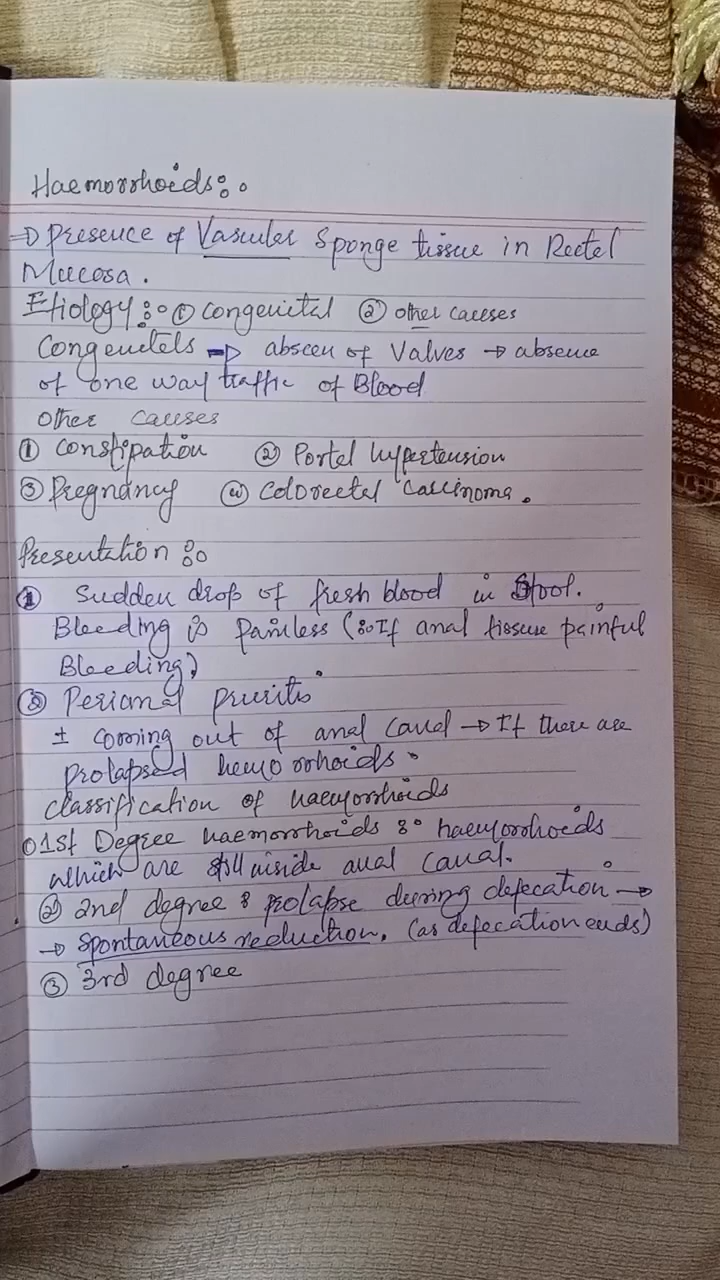 Haemorrhoids:-
→ Presence of Vascular Sponge tissue in Rectel
Mucosa.
Etiology :- ① Congenital ② other causes
Congenitels → abscen of Valves → absence
of one way traffic of Blood
Other causes
① Constipation ② Portel hypertension
③ Pregnancy ④ Colorectal Carcinoma.
Presentation :-
① Sudden drop of fresh blood in Stool.
Bleeding is Painless (:- If anal fissure painful
Bleeding)
② Perianal pruritis
± Coming out of anal canal → If there are
prolapsed hemorrhoids.
classification of haemorrhoids
① 1st Degree haemorrhoids :- haemorrhoids
which are still inside anal canal.
② 2nd degree : prolapse during defecation →
→ Spontaneous reduction. (as defecation ends)
③ 3rd degree